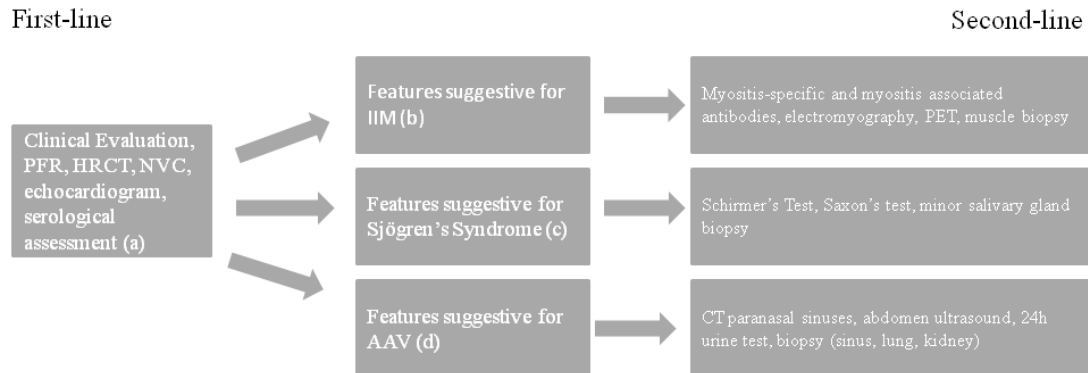 First-line
Second-line
Clinical Evaluation,
PFR, HRCT, NVC,
echocardiogram,
serological
assessment (a)
Features suggestive for
IIM (b)
Myositis-specific and myositis associated
antibodies, electromyography, PET, muscle biopsy
Features suggestive for
Sjögren’s Syndrome (c)
Schirmer’s Test, Saxon’s test, minor salivary gland
biopsy
Features suggestive for
AAV (d)
CT paranasal sinuses, abdomen ultrasound, 24h
urine test, biopsy (sinus, lung, kidney)